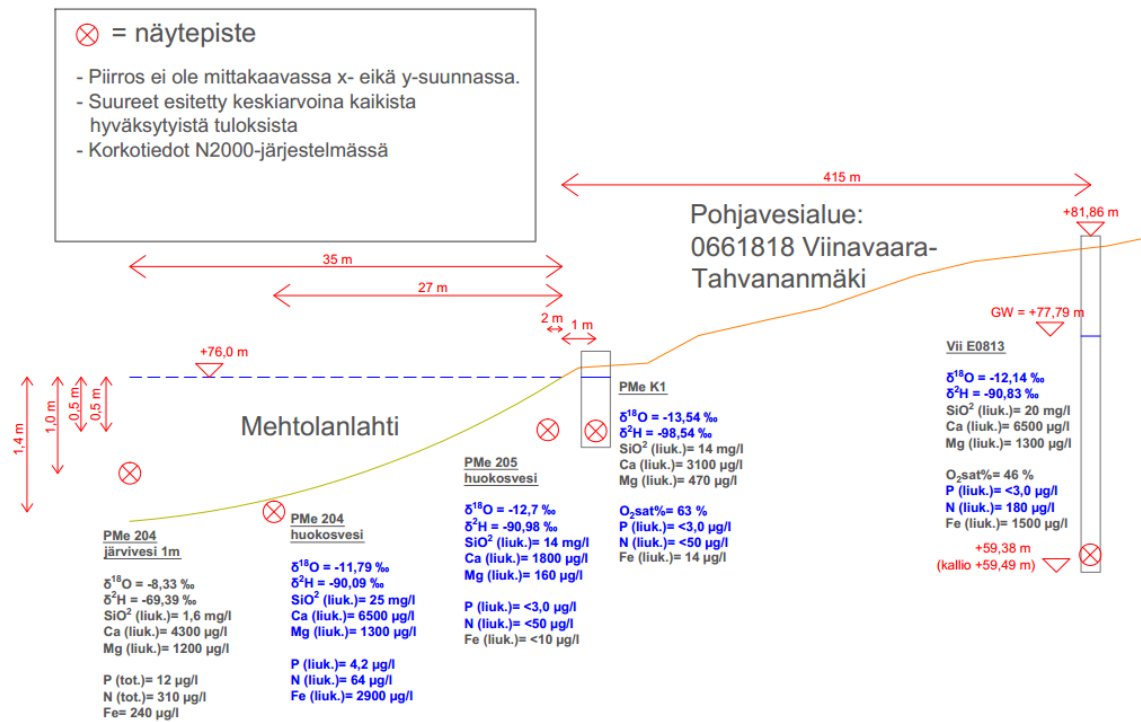 = näytepiste
- Piirros ei ole mittakaavassa x- eikä y-suunnassa.
- Suureet esitetty keskiarvoina kaikista
hyväksytyistä tuloksista
- Korkotiedot N2000-järjestelmässä
415 m
+81,86 m
Pohjavesialue:
0661818 Viinavaara-
Tahvananmäki
35 m
27 m
2 m
1 m
GW = +77,79 m
+76,0 m
1,4 m
1,0 m
0,5 m
0,5 m
Mehtolanlahti
Vii E0813
δ¹⁸O = -12,14 ‰
δ²H = -90,83 ‰
SiO² (liuk.)= 20 mg/l
Ca (liuk.)= 6500 µg/l
Mg (liuk.)= 1300 µg/l
O₂sat%= 46 %
P (liuk.)= <3,0 µg/l
N (liuk.)= 180 µg/l
Fe (liuk.)= 1500 µg/l
+59,38 m
(kallio +59,49 m)
PMe K1
δ¹⁸O = -13,54 ‰
δ²H = -98,54 ‰
SiO² (liuk.)= 14 mg/l
Ca (liuk.)= 3100 µg/l
Mg (liuk.)= 470 µg/l
O₂sat%= 63 %
P (liuk.)= <3,0 µg/l
N (liuk.)= <50 µg/l
Fe (liuk.)= 14 µg/l
PMe 205
huokosvesi
δ¹⁸O = -12,7 ‰
δ²H = -90,98 ‰
SiO² (liuk.)= 14 mg/l
Ca (liuk.)= 1800 µg/l
Mg (liuk.)= 160 µg/l
P (liuk.)= <3,0 µg/l
N (liuk.)= <50 µg/l
Fe (liuk.)= <10 µg/l
PMe 204
huokosvesi
δ¹⁸O = -11,79 ‰
δ²H = -90,09 ‰
SiO² (liuk.)= 25 mg/l
Ca (liuk.)= 6500 µg/l
Mg (liuk.)= 1300 µg/l
P (liuk.)= 4,2 µg/l
N (liuk.)= 64 µg/l
Fe (liuk.)= 2900 µg/l
PMe 204
järvivesi 1m
δ¹⁸O = -8,33 ‰
δ²H = -69,39 ‰
SiO² (liuk.)= 1,6 mg/l
Ca (liuk.)= 4300 µg/l
Mg (liuk.)= 1200 µg/l
P (tot.)= 12 µg/l
N (tot.)= 310 µg/l
Fe= 240 µg/l